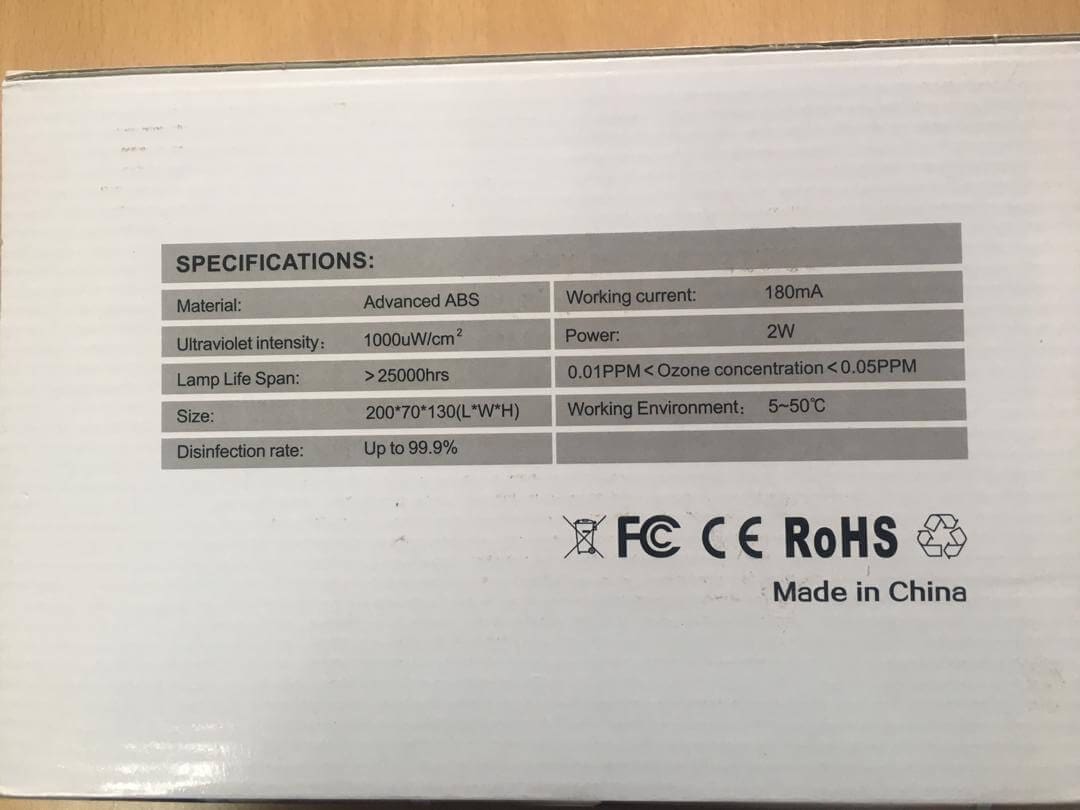 SPECIFICATIONS:
Material: Advanced ABS
Working current: 180mA
Ultraviolet intensity: 1000uW/cm²
Power: 2W
Lamp Life Span: >25000hrs
0.01PPM<Ozone concentration<0.05PPM
Size: 200*70*130(L*W*H)
Working Environment: 5~50℃
Disinfection rate: Up to 99.9%
FC CE RoHS
Made in China